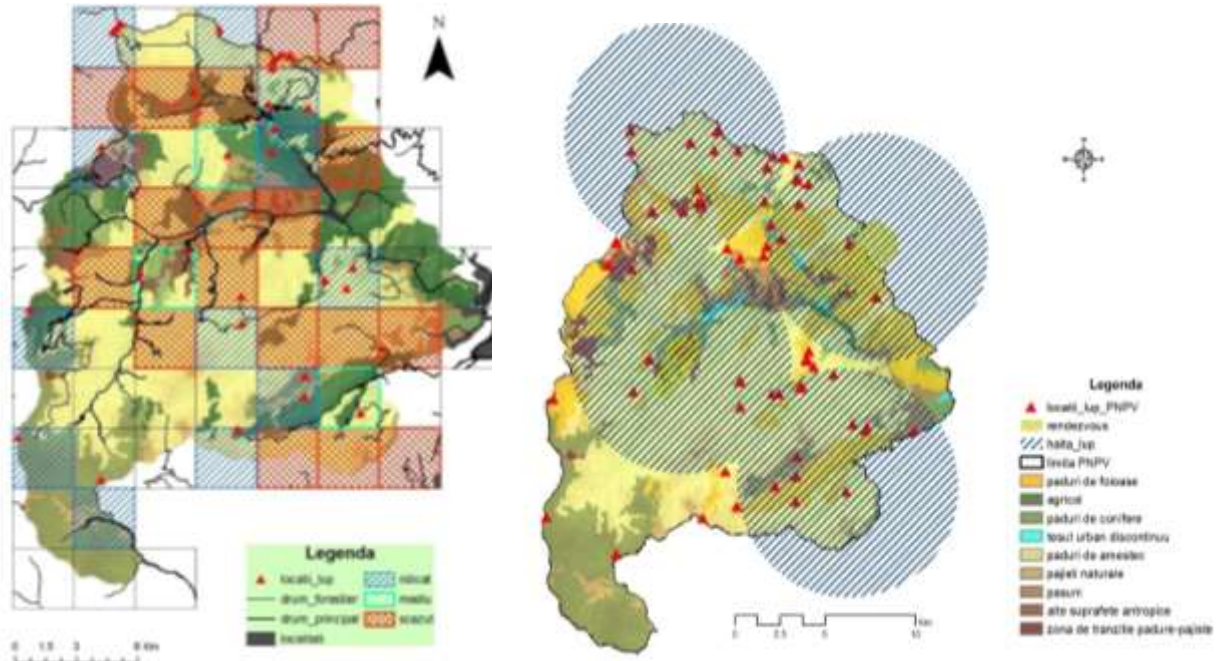 N
Legenda
locatii_lup
drum_forestier
drum_principal
localitati
ridicat
mediu
scazut
0 1.5 3 6 Km
Legenda
locatii_lup_PNPV
rendezvous
haita_lup
limita PNPV
paduri de foioase
agricol
paduri de conifere
tesut urban discontinuu
paduri de amestec
pajisti naturale
pasuni
alte suprafete antropice
zona de tranzitie padure-pajiste
0 2.5 5 10 Km